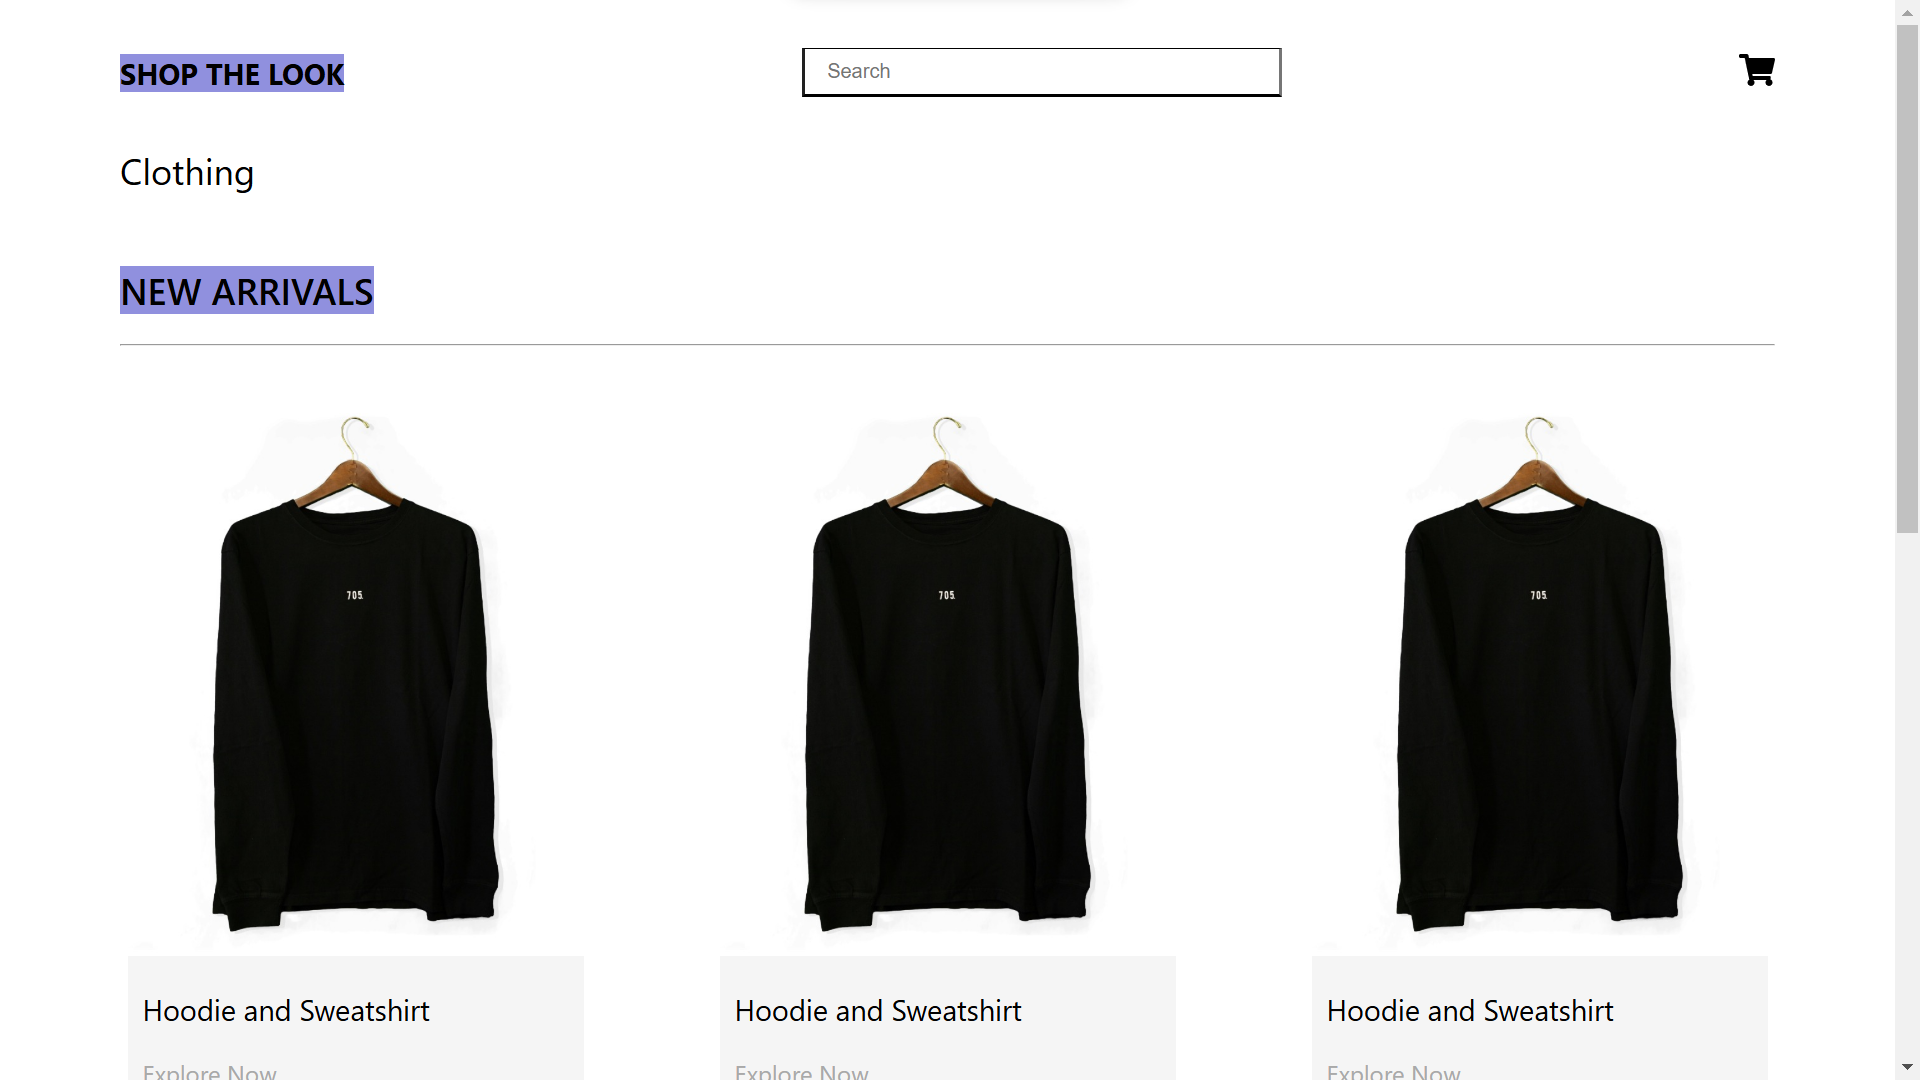 SHOP THE LOOK
Search
Clothing
NEW ARRIVALS
705.
705.
705.
Hoodie and Sweatshirt
Hoodie and Sweatshirt
Hoodie and Sweatshirt
Explore Now
Explore Now
Explore Now